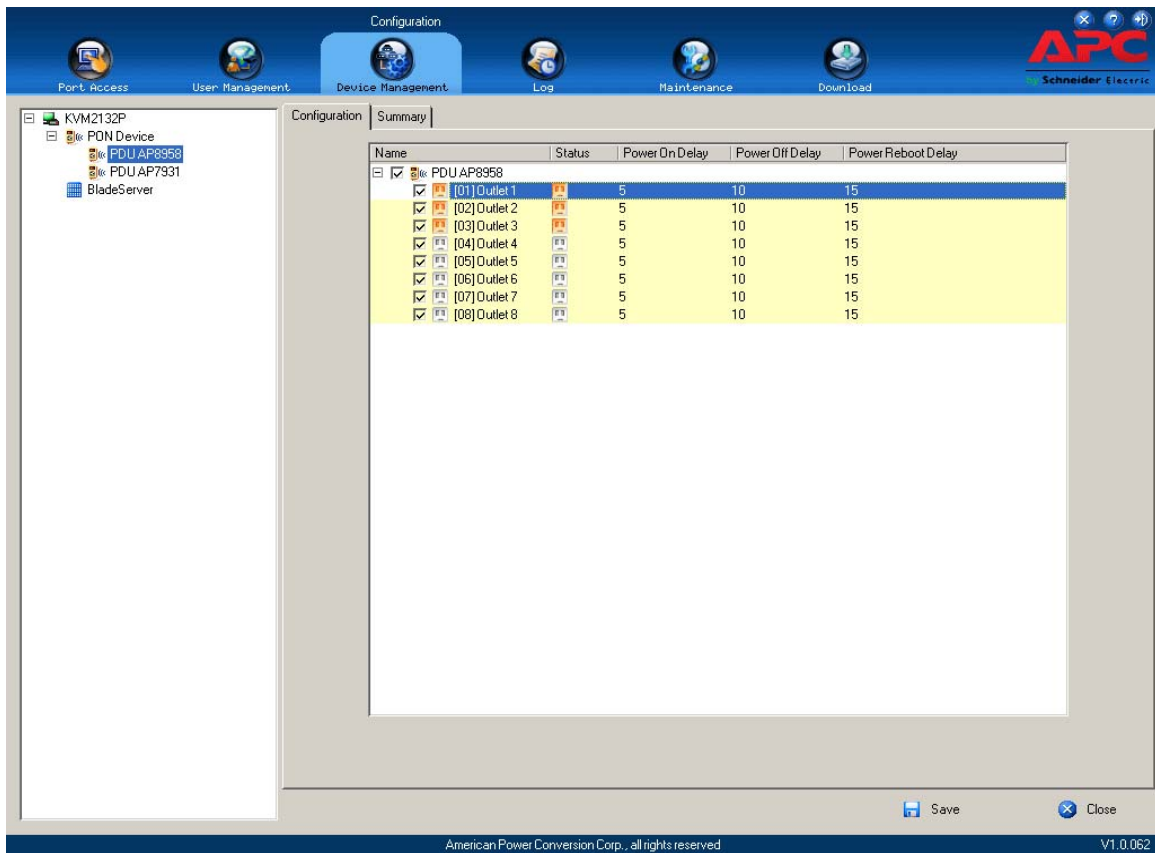 Configuration
Port Access User Management Device Management Log Maintenance Download
APC
by Schneider Electric
KVM2132P
PON Device
PDU AP8958
PDU AP7931
BladeServer
Configuration Summary
Name Status Power On Delay Power Off Delay Power Reboot Delay
PDU AP8958
[01] Outlet 1 5 10 15
[02] Outlet 2 5 10 15
[03] Outlet 3 5 10 15
[04] Outlet 4 5 10 15
[05] Outlet 5 5 10 15
[06] Outlet 6 5 10 15
[07] Outlet 7 5 10 15
[08] Outlet 8 5 10 15
Save Close
American Power Conversion Corp., all rights reserved V1.0.062